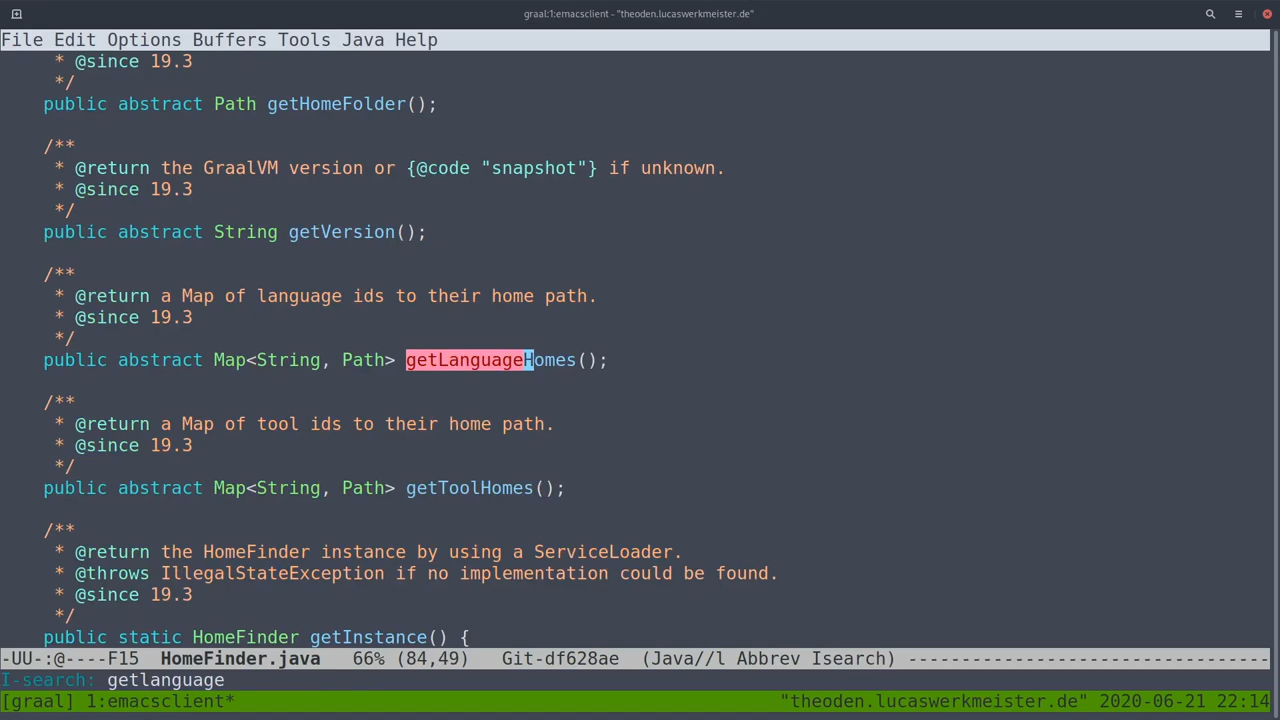 graal:1:emacsclient - "theoden.lucaswerkmeister.de"
File Edit Options Buffers Tools Java Help
     * @since 19.3
     */
    public abstract Path getHomeFolder();
    /**
     * @return the GraalVM version or {@code "snapshot"} if unknown.
     * @since 19.3
     */
    public abstract String getVersion();
    /**
     * @return a Map of language ids to their home path.
     * @since 19.3
     */
    public abstract Map<String, Path> getLanguageHomes();
    /**
     * @return a Map of tool ids to their home path.
     * @since 19.3
     */
    public abstract Map<String, Path> getToolHomes();
    /**
     * @return the HomeFinder instance by using a ServiceLoader.
     * @throws IllegalStateException if no implementation could be found.
     * @since 19.3
     */
    public static HomeFinder getInstance() {
-UU-:@----F15  HomeFinder.java   66% (84,49)   Git-df628ae  (Java//l Abbrev Isearch) ----------------------------------
I-search: getlanguage
[graal] 1:emacsclient* "theoden.lucaswerkmeister.de" 2020-06-21 22:14